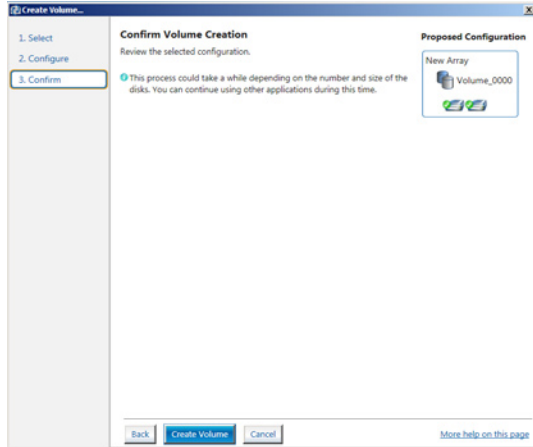 Create Volume...
X
1. Select
2. Configure
3. Confirm
Confirm Volume Creation
Review the selected configuration.
This process could take a while depending on the number and size of the
disks. You can continue using other applications during this time.
Proposed Configuration
New Array
Volume_0000
Back
Create Volume
Cancel
More help on this page